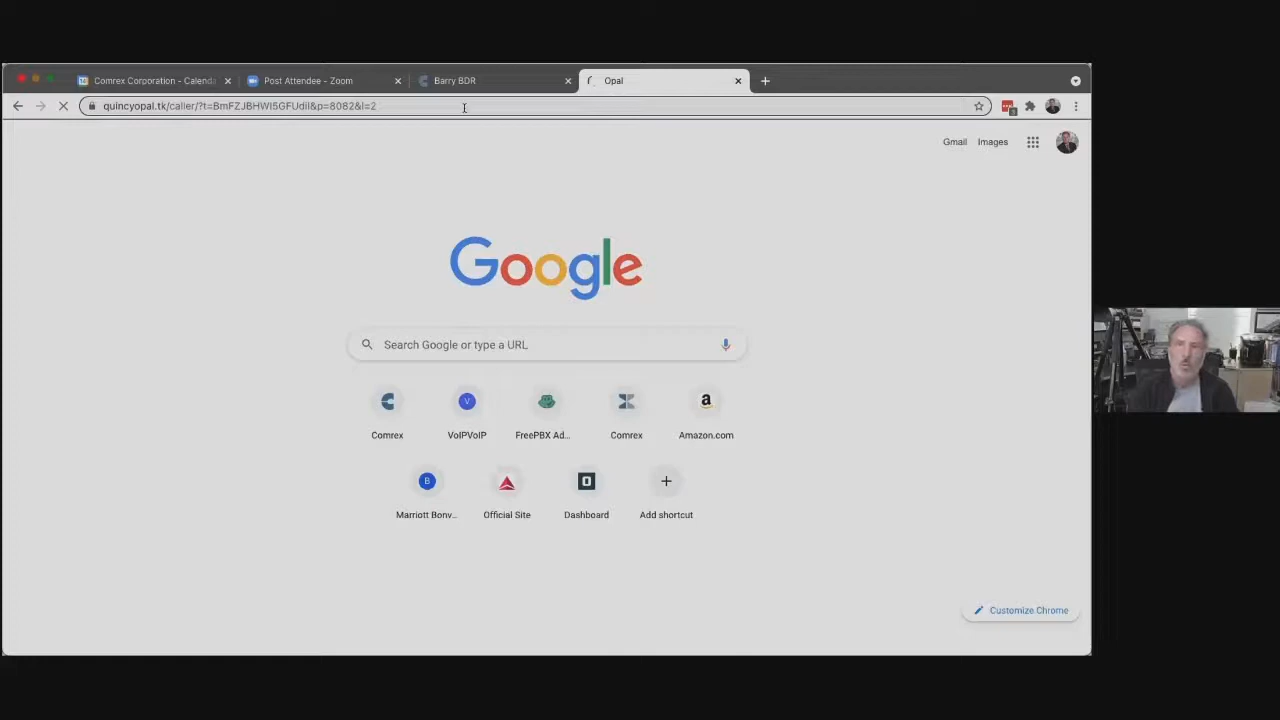 Comrex Corporation - Calenda
Post Attendee - Zoom
Barry BDR
Opal
quincyopal.tk/caller/?t=BmFZJBHWI5GFUdil&p=8082&l=2
Gmail
Images
Google
Search Google or type a URL
Comrex
V
VoIPVoIP
FreePBX Ad...
Comrex
a
Amazon.com
B
Marriott Bonv...
Official Site
Dashboard
Add shortcut
Customize Chrome